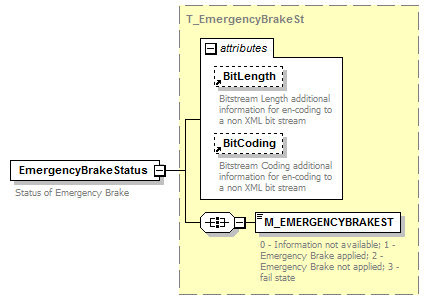 T_EmergencyBrakeSt
attributes
BitLength
Bitstream Length additional
information for en-coding to
a non XML bit stream
BitCoding
Bitstream Coding additional
information for en-coding to
a non XML bit stream
EmergencyBrakeStatus
Status of Emergency Brake
M_EMERGENCYBRAKEST
0 - Information not available; 1 -
Emergency Brake applied; 2 -
Emergency Brake not applied; 3 -
fail state